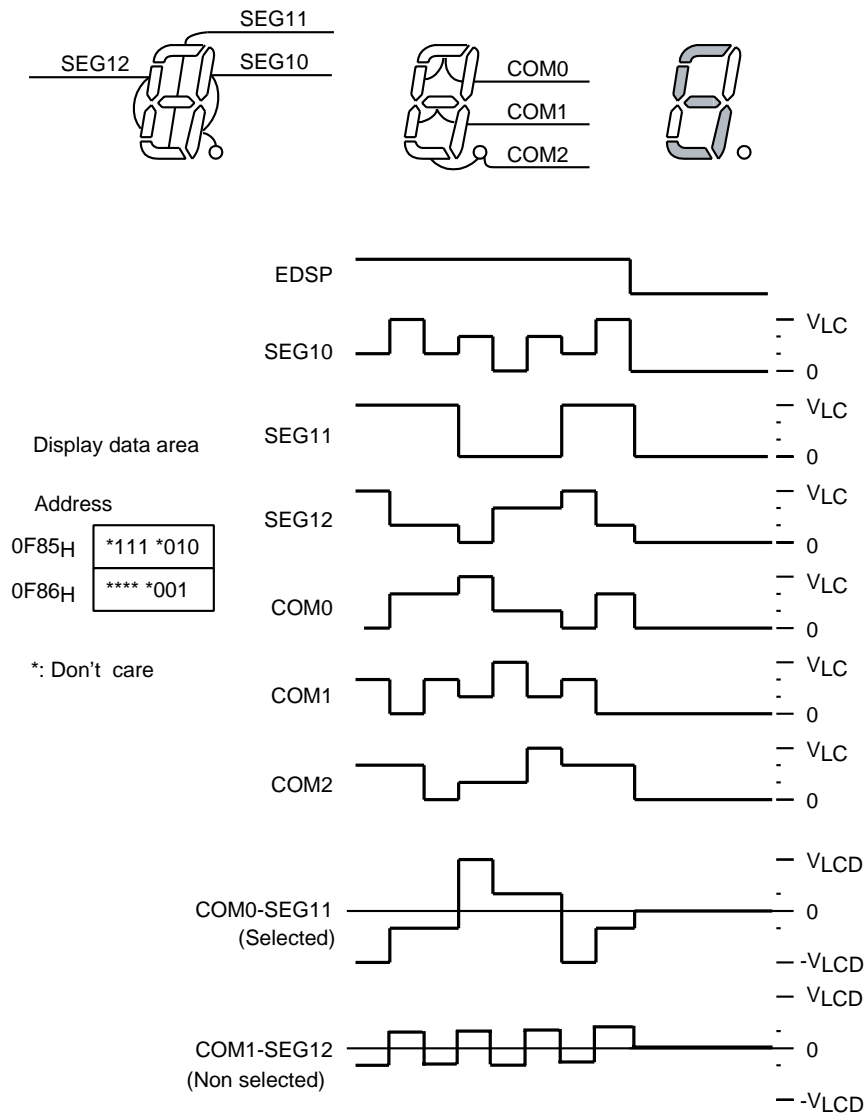 SEG11
SEG12
SEG10
COM0
COM1
COM2
EDSP
SEG10
VLC
0
SEG11
VLC
0
Display data area
SEG12
VLC
0
Address
0F85H *111 *010
0F86H **** *001
COM0
VLC
0
*: Don't care
COM1
VLC
0
COM2
VLC
0
COM0-SEG11
(Selected)
VLCD
0
-VLCD
COM1-SEG12
(Non selected)
VLCD
0
-VLCD